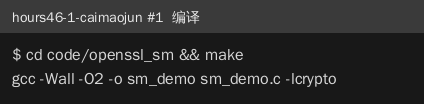 hours46-1-caimaojun #1 编译
$ cd code/openssl_sm && make
gcc -Wall -O2 -o sm_demo sm_demo.c -lcrypto